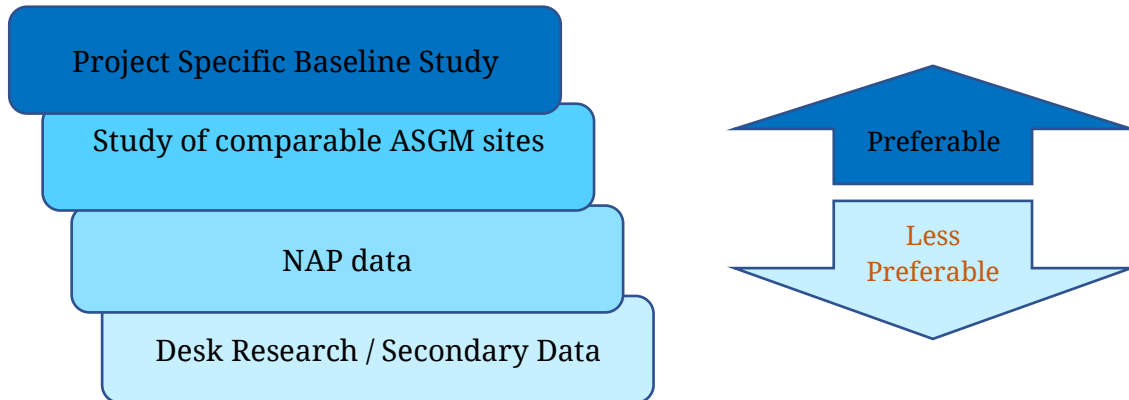 Project Specific Baseline Study
Study of comparable ASGM sites
NAP data
Desk Research / Secondary Data
Preferable
Less
Preferable